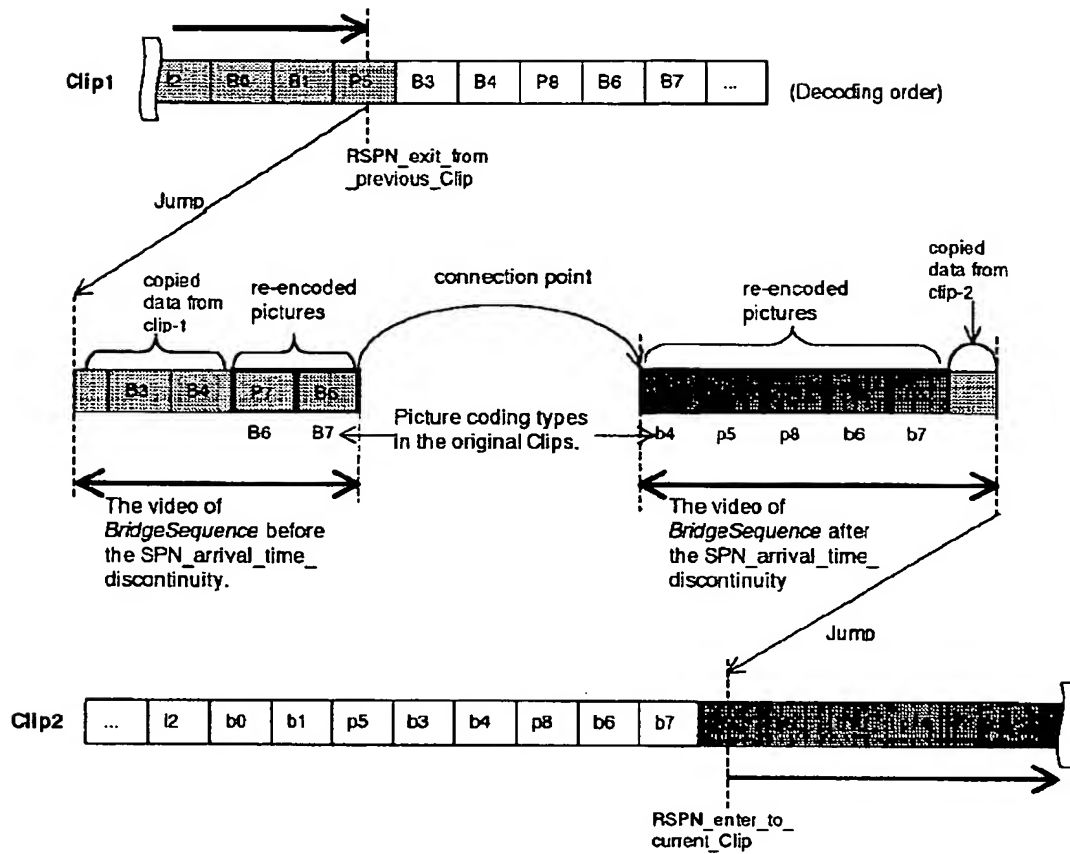 Clip1
I2 B0 B1 P5 B3 B4 P8 B6 B7 ...
(Decoding order)
RSPN_exit_from
_previous_Clip
Jump
copied
data from
clip-1
re-encoded
pictures
connection point
re-encoded
pictures
copied
data from
clip-2
B3 B4 P7 B6
B6 B7
Picture coding types
in the original Clips.
b4 p5 p8 b6 b7
The video of
BridgeSequence before
the SPN_arrival_time_
discontinuity.
The video of
BridgeSequence after
the SPN_arrival_time_
discontinuity
Jump
Clip2
... i2 b0 b1 p5 b3 b4 p8 b6 b7
RSPN_enter_to_
current_Clip